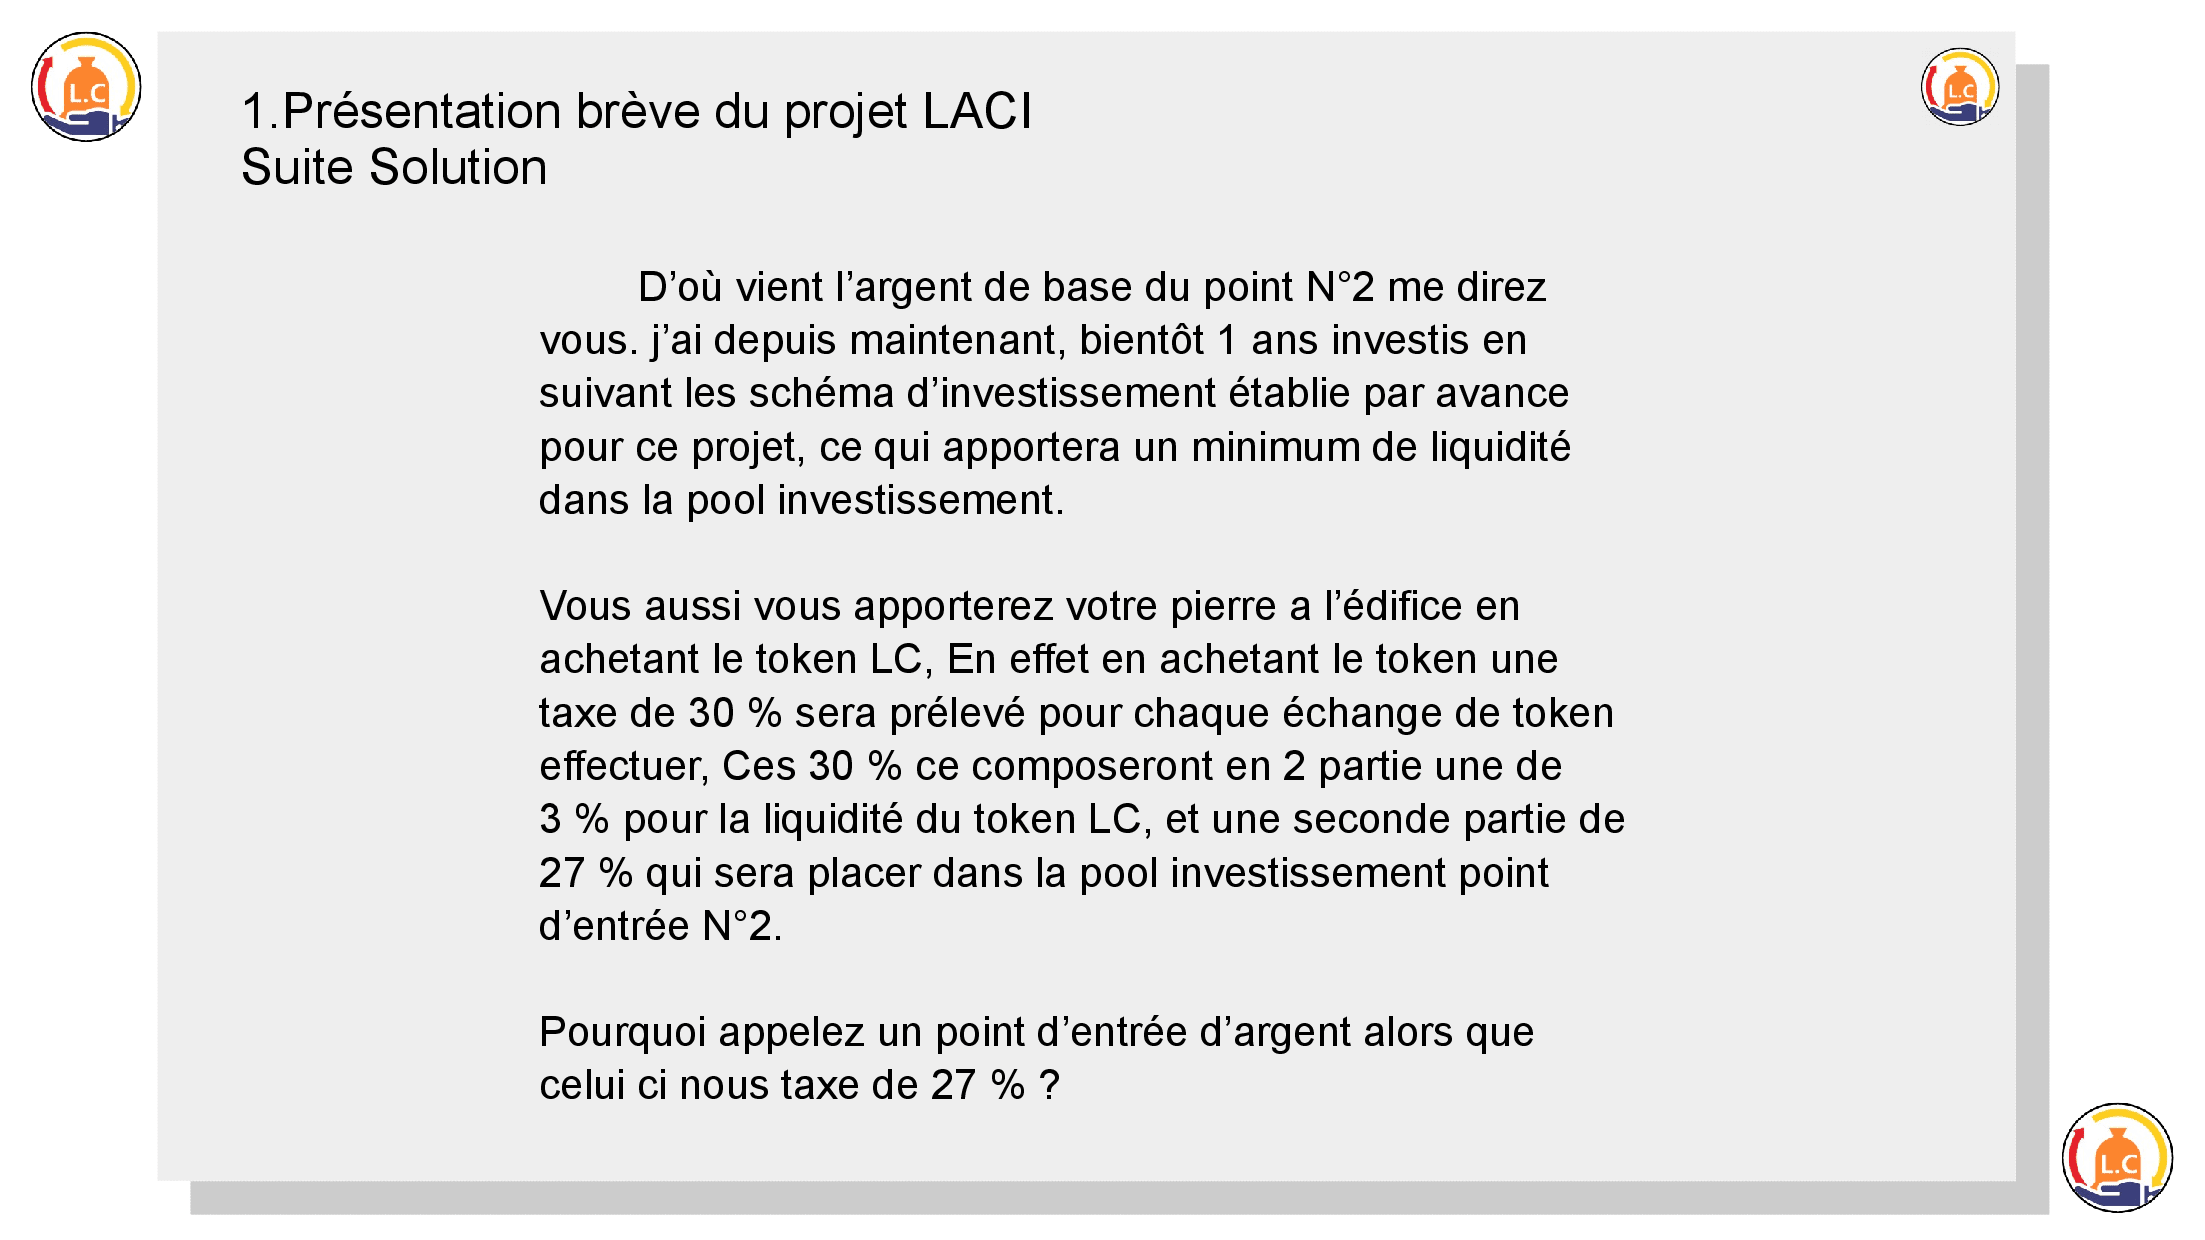 L.C
L.C
1.Présentation brève du projet LACI
Suite Solution
D’où vient l’argent de base du point N°2 me direz
vous. j’ai depuis maintenant, bientôt 1 ans investis en
suivant les schéma d’investissement établie par avance
pour ce projet, ce qui apportera un minimum de liquidité
dans la pool investissement.
Vous aussi vous apporterez votre pierre a l’édifice en
achetant le token LC, En effet en achetant le token une
taxe de 30 % sera prélevé pour chaque échange de token
effectuer, Ces 30 % ce composeront en 2 partie une de
3 % pour la liquidité du token LC, et une seconde partie de
27 % qui sera placer dans la pool investissement point
d’entrée N°2.
Pourquoi appelez un point d’entrée d’argent alors que
celui ci nous taxe de 27 % ?
L.C